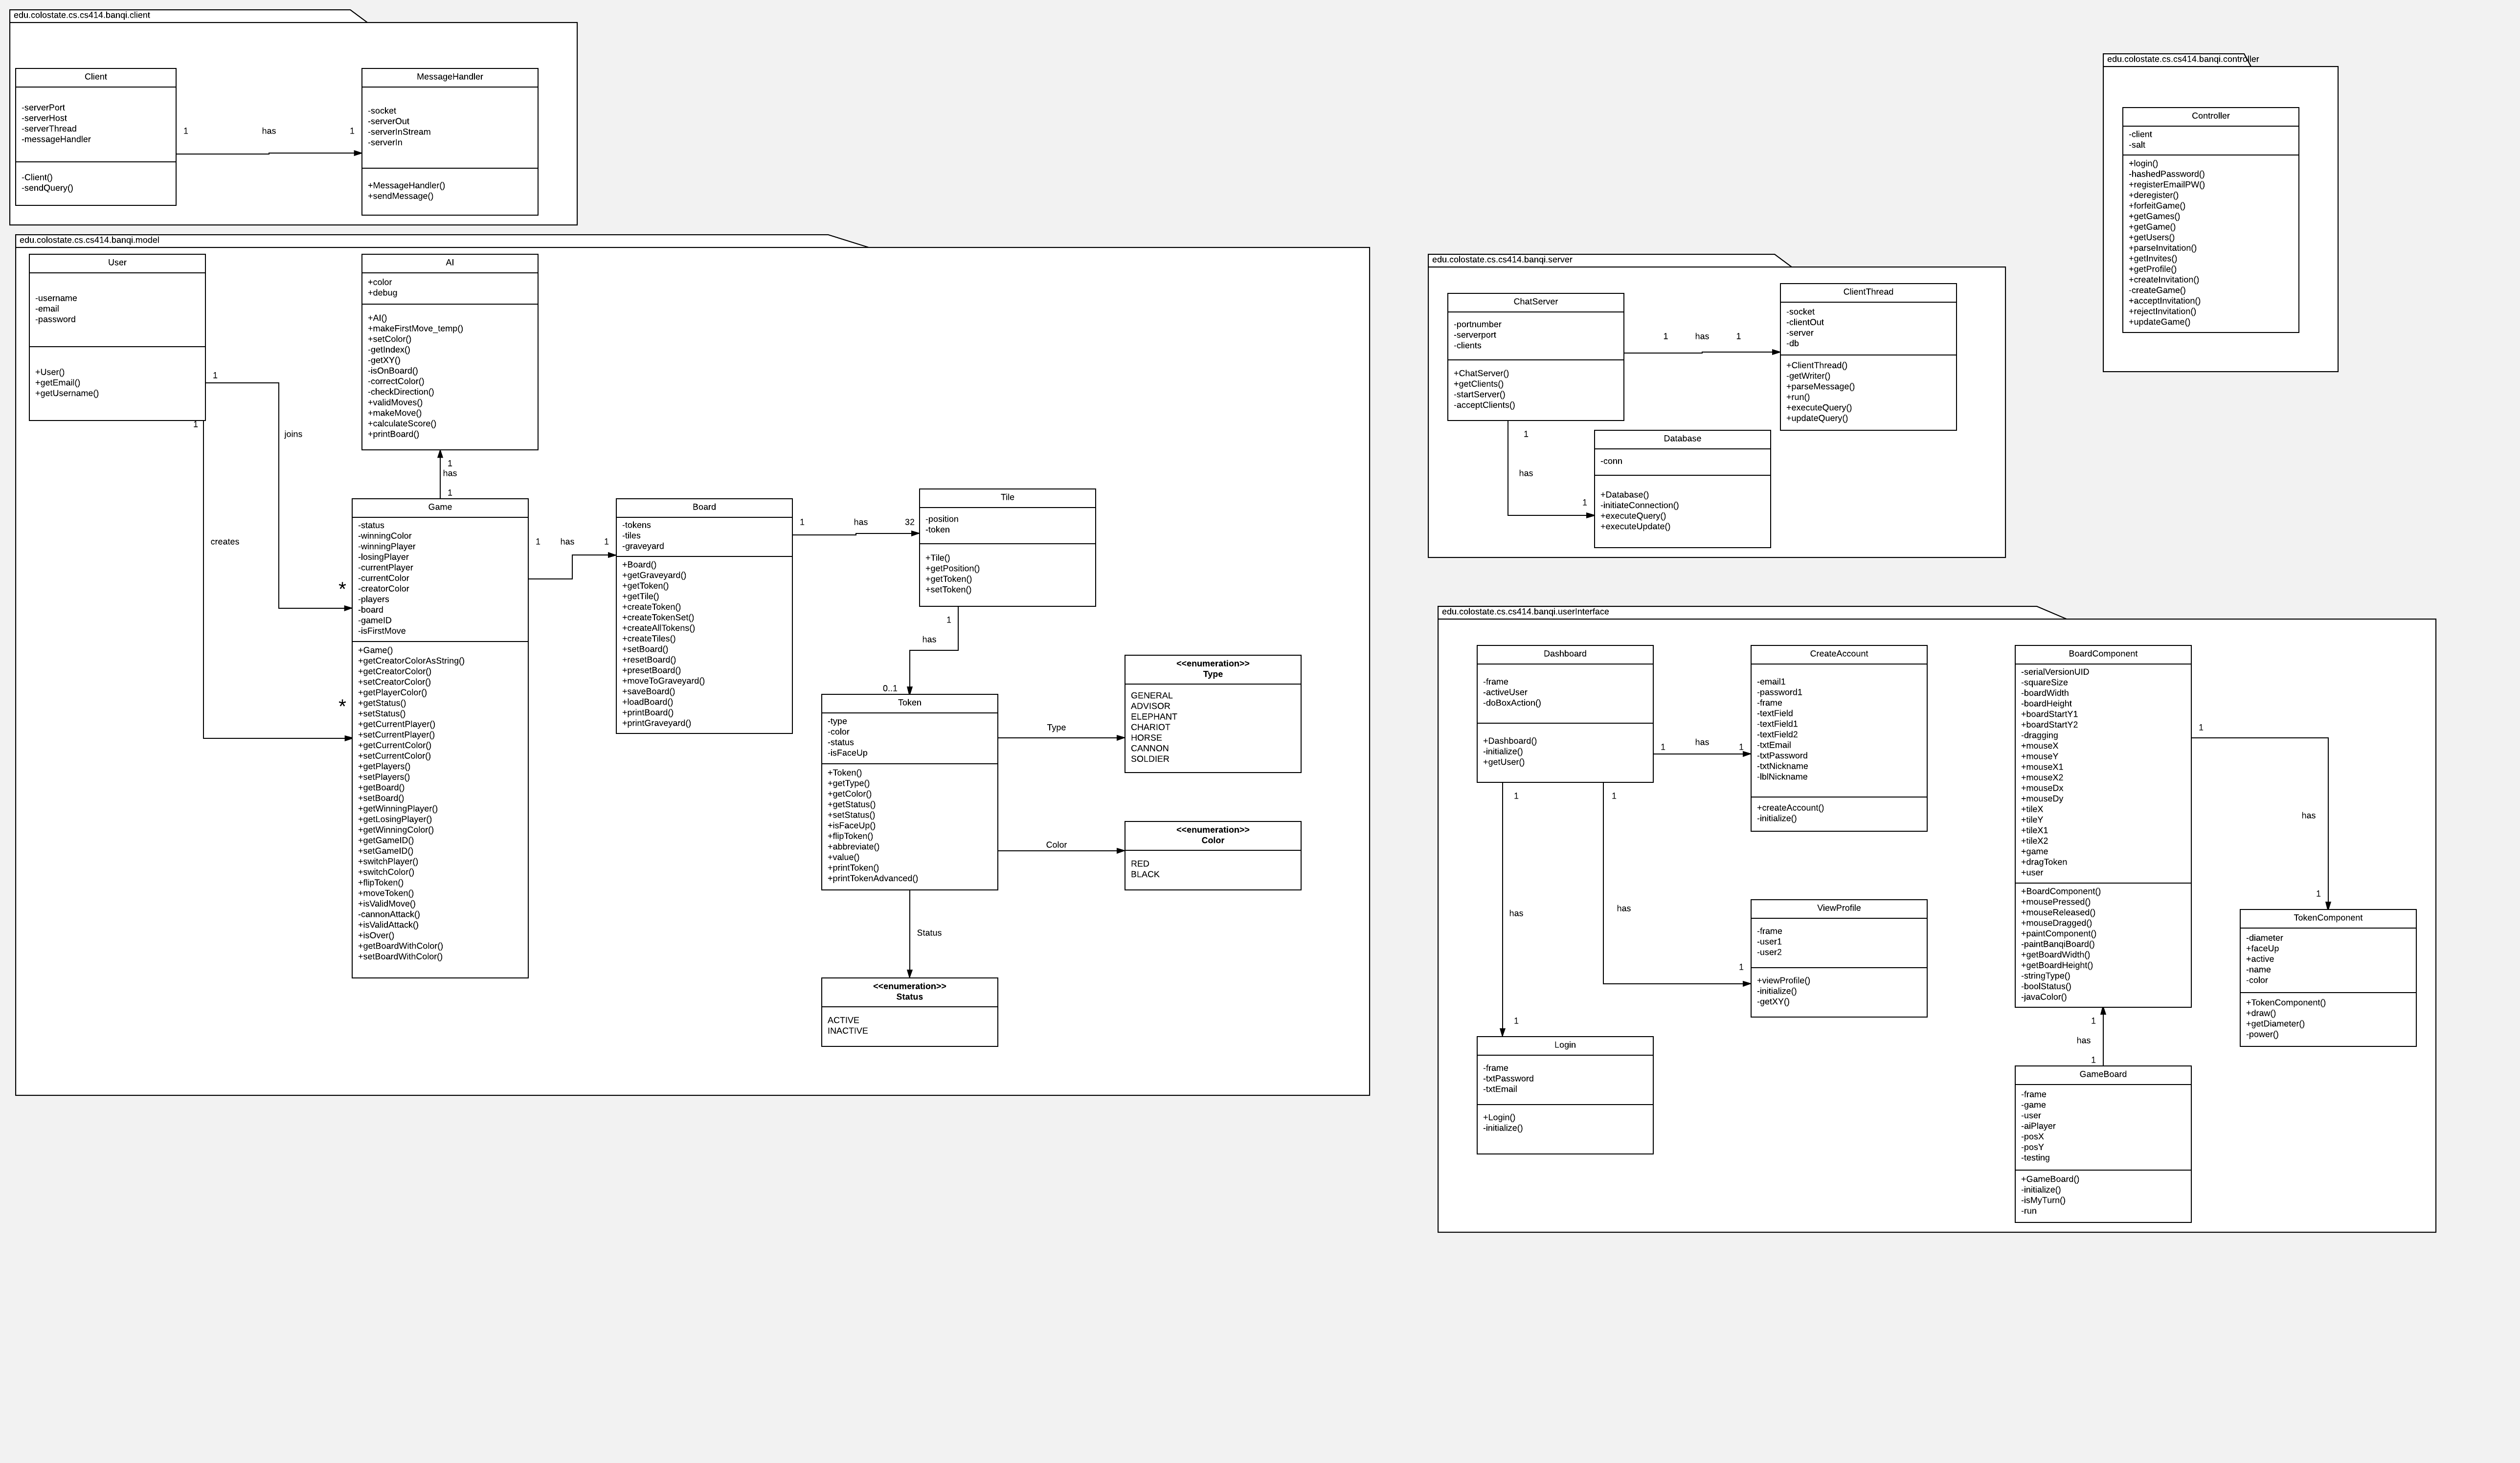 edu.colostate.cs.cs414.banqi.client
Client
-serverPort
-serverHost
-serverThread
-messageHandler
-Client()
-sendQuery()
1
has
1
MessageHandler
-socket
-serverOut
-serverInStream
-serverIn
+MessageHandler()
+sendMessage()
edu.colostate.cs.cs414.banqi.model
User
-username
-email
-password
+User()
+getEmail()
+getUsername()
1
joins
*
1
creates
*
AI
+color
+debug
+AI()
+makeFirstMove_temp()
+setColor()
-getIndex()
-getXY()
-isOnBoard()
-correctColor()
-checkDirection()
+validMoves()
+makeMove()
+calculateScore()
+printBoard()
1
has
1
Game
-status
-winningColor
-winningPlayer
-losingPlayer
-currentPlayer
-currentColor
-creatorColor
-players
-board
-gameID
-isFirstMove
+Game()
+getCreatorColorAsString()
+getCreatorColor()
+setCreatorColor()
+getPlayerColor()
+getStatus()
+setStatus()
+getCurrentPlayer()
+setCurrentPlayer()
+getCurrentColor()
+setCurrentColor()
+getPlayers()
+setPlayers()
+getBoard()
+setBoard()
+getWinningPlayer()
+getLosingPlayer()
+getWinningColor()
+getGameID()
+setGameID()
+switchPlayer()
+switchColor()
+flipToken()
+moveToken()
+isValidMove()
-cannonAttack()
+isValidAttack()
+isOver()
+getBoardWithColor()
+setBoardWithColor()
1
has
1
Board
-tokens
-tiles
-graveyard
+Board()
+getGraveyard()
+getToken()
+getTile()
+createToken()
+createTokenSet()
+createAllTokens()
+createTiles()
+setBoard()
+resetBoard()
+presetBoard()
+moveToGraveyard()
+saveBoard()
+loadBoard()
+printBoard()
+printGraveyard()
1
has
32
Tile
-position
-token
+Tile()
+getPosition()
+getToken()
+setToken()
1
has
0..1
Token
-type
-color
-status
-isFaceUp
+Token()
+getType()
+getColor()
+getStatus()
+setStatus()
+isFaceUp()
+flipToken()
+abbreviate()
+value()
+printToken()
+printTokenAdvanced()
Type
<<enumeration>>
Type
GENERAL
ADVISOR
ELEPHANT
CHARIOT
HORSE
CANNON
SOLDIER
Color
<<enumeration>>
Color
RED
BLACK
Status
<<enumeration>>
Status
ACTIVE
INACTIVE
edu.colostate.cs.cs414.banqi.server
ChatServer
-portnumber
-serverport
-clients
+ChatServer()
+getClients()
-startServer()
-acceptClients()
1
has
1
ClientThread
-socket
-clientOut
-server
-db
+ClientThread()
-getWriter()
+parseMessage()
+run()
+executeQuery()
+updateQuery()
1
has
1
Database
-conn
+Database()
-initiateConnection()
+executeQuery()
+executeUpdate()
edu.colostate.cs.cs414.banqi.controller
Controller
-client
-salt
+login()
-hashedPassword()
+registerEmailPW()
+deregister()
+forfeitGame()
+getGames()
+getGame()
+getUsers()
+parseInvitation()
+getInvites()
+getProfile()
+createInvitation()
-createGame()
+acceptInvitation()
+rejectInvitation()
+updateGame()
edu.colostate.cs.cs414.banqi.userInterface
Dashboard
-frame
-activeUser
-doBoxAction()
+Dashboard()
-initialize()
+getUser()
1
has
1
CreateAccount
-email1
-password1
-frame
-textField
-textField1
-textField2
-txtEmail
-txtPassword
-txtNickname
-lblNickname
+createAccount()
-initialize()
1
has
1
ViewProfile
-frame
-user1
-user2
+viewProfile()
-initialize()
-getXY()
1
has
1
Login
-frame
-txtPassword
-txtEmail
+Login()
-initialize()
BoardComponent
-serialVersionUID
-squareSize
-boardWidth
-boardHeight
+boardStartY1
+boardStartY2
-dragging
+mouseX
+mouseY
+mouseX1
+mouseX2
+mouseDx
+mouseDy
+tileX
+tileY
+tileX1
+tileX2
+game
+dragToken
+user
+BoardComponent()
+mousePressed()
+mouseReleased()
+mouseDragged()
+paintComponent()
-paintBanqiBoard()
+getBoardWidth()
+getBoardHeight()
-stringType()
-boolStatus()
-javaColor()
1
has
1
TokenComponent
-diameter
+faceUp
+active
-name
-color
+TokenComponent()
+draw()
+getDiameter()
-power()
1
has
1
GameBoard
-frame
-game
-user
-aiPlayer
-posX
-posY
-testing
+GameBoard()
-initialize()
-isMyTurn()
-run